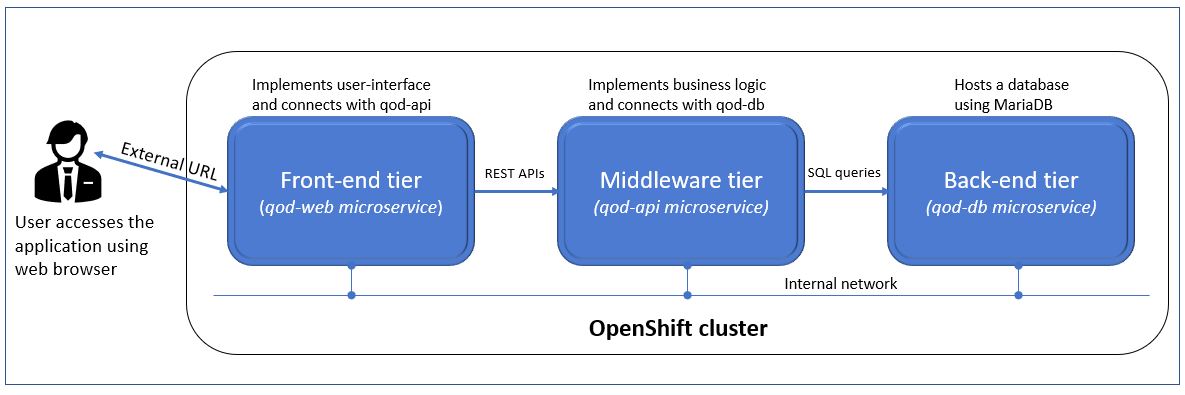 Implements user-interface
and connects with qod-api
Implements business logic
and connects with qod-db
Hosts a database
using MariaDB
External URL
Front-end tier
(qod-web microservice)
REST APIs
Middleware tier
(qod-api microservice)
SQL queries
Back-end tier
(qod-db microservice)
User accesses the
application using
web browser
Internal network
OpenShift cluster